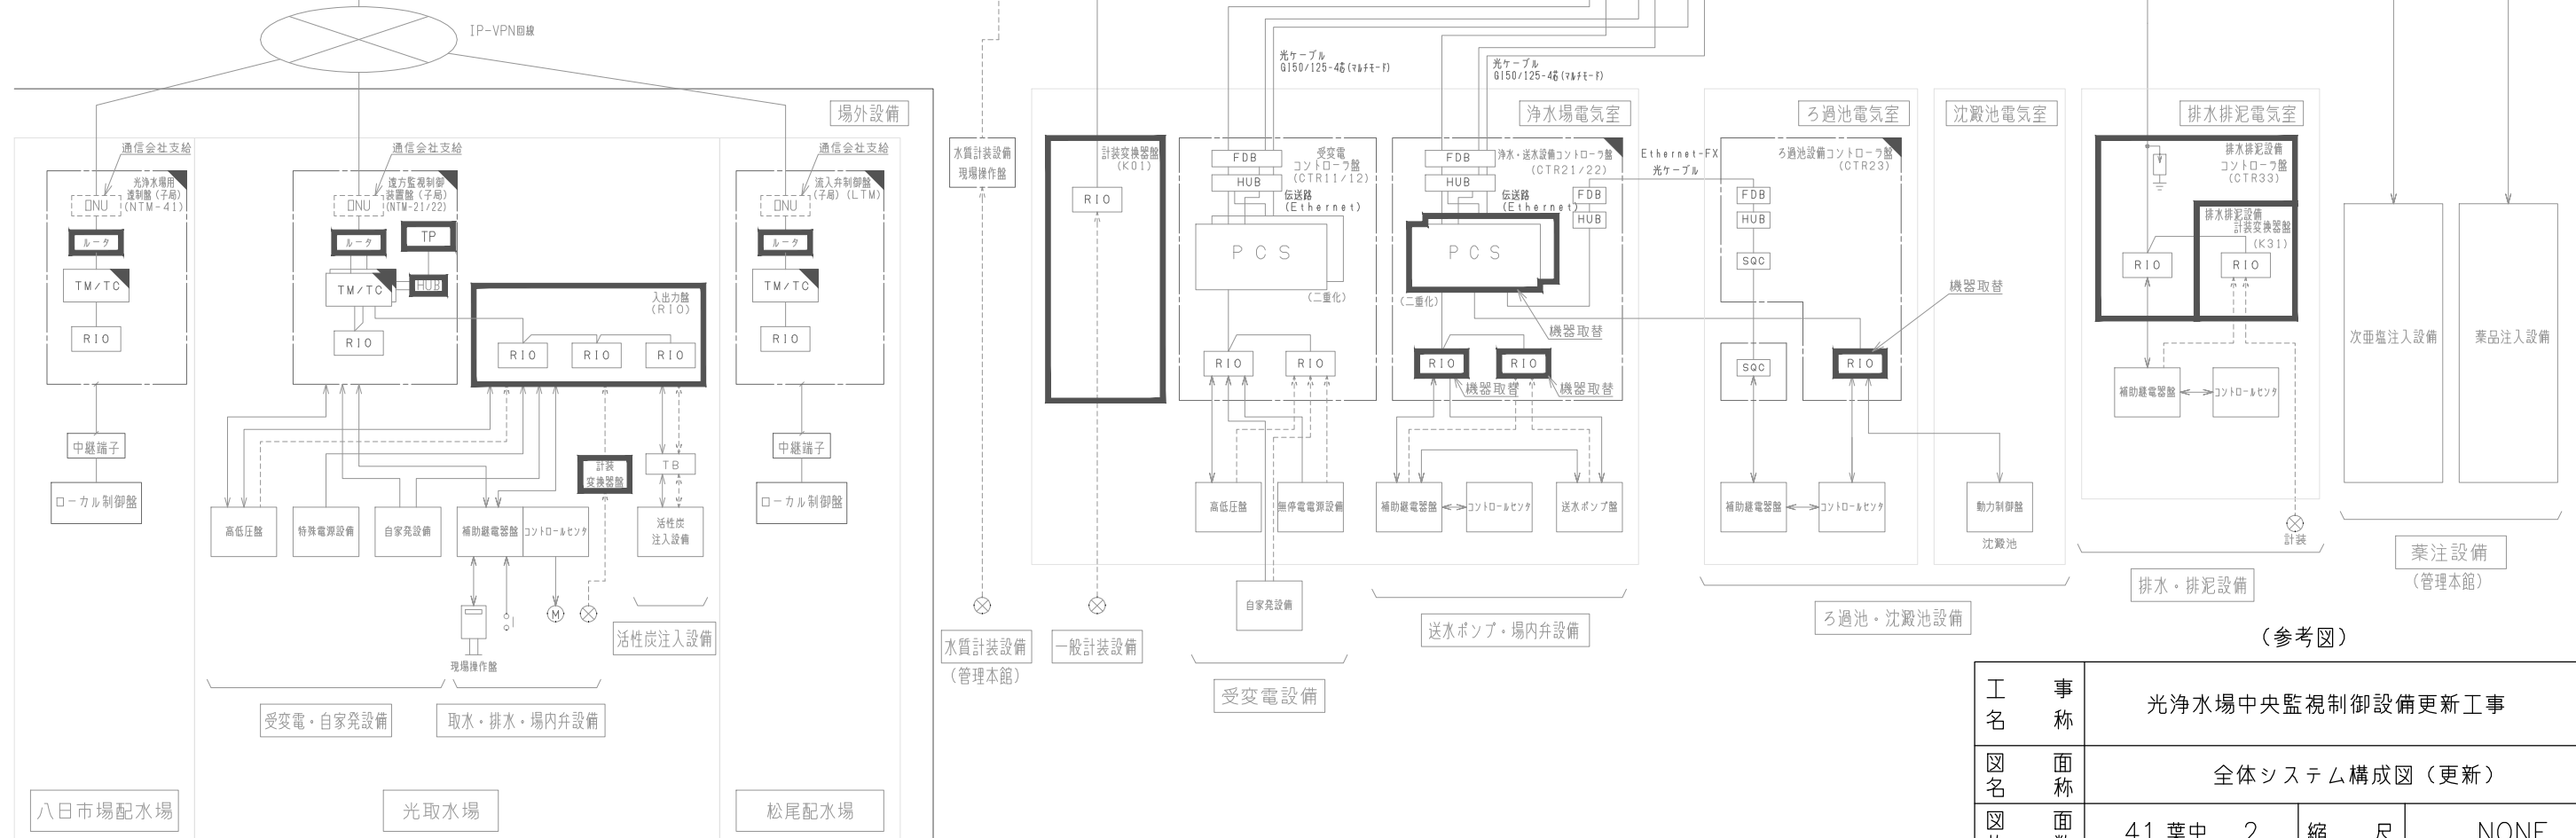 IP-VPN回線
場外設備
通信会社支給
光浄水場用
遠制盤(子局)
(NTM-41)
ONU
ルータ
TM/TC
RIO
中継端子
ローカル制御盤
八日市場配水場
通信会社支給
遠方監視制御
装置盤(子局)
(NTM-21/22)
ONU
ルータ
TP
TM/TC
HUB
RIO
入出力盤
(RIO)
RIO
RIO
RIO
計装
変換器盤
TB
高低圧盤
特殊電源設備
自家発設備
補助継電器盤
コントロールセンタ
活性炭
注入設備
M
現場操作盤
活性炭注入設備
受変電・自家発設備
取水・排水・場内弁設備
光取水場
通信会社支給
流入弁制御盤
(子局)(LTM)
ONU
ルータ
TM/TC
RIO
中継端子
ローカル制御盤
松尾配水場
水質計装設備
現場操作盤
水質計装設備
(管理本館)
計装変換器盤
(K01)
RIO
一般計装設備
光ケーブル
GI50/125-4芯(マルチモード)
光ケーブル
GI50/125-4芯(マルチモード)
浄水場電気室
FDB
受変電
コントローラ盤
(CTR11/12)
HUB
伝送路
(Ethernet)
PCS
(二重化)
RIO
RIO
高低圧盤
無停電電源設備
自家発設備
受変電設備
FDB
浄水・送水設備コントローラ盤
(CTR21/22)
HUB
伝送路
(Ethernet)
FDB
HUB
PCS
(二重化)
機器取替
RIO
RIO
機器取替
機器取替
補助継電器盤
コントロールセンタ
送水ポンプ盤
送水ポンプ・場内弁設備
Ethernet-FX
光ケーブル
ろ過池電気室
ろ過池設備コントローラ盤
(CTR23)
FDB
HUB
SQC
SQC
機器取替
RIO
補助継電器盤
コントロールセンタ
沈澱池電気室
動力制御盤
沈澱池
ろ過池・沈澱池設備
排水排泥電気室
排水排泥設備
コントローラ盤
(CTR33)
排水排泥設備
計装変換器盤
(K31)
RIO
RIO
補助継電器盤
コントロールセンタ
計装
排水・排泥設備
次亜塩注入設備
薬品注入設備
薬注設備
(管理本館)
(参考図)
工事名称
光浄水場中央監視制御設備更新工事
図面名称
全体システム構成図(更新)
図面
41 葉中 2
縮尺
NONE